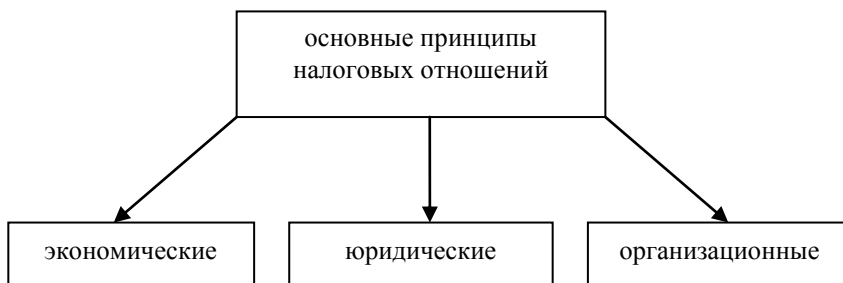 основные принципы
налоговых отношений
экономические
юридические
организационные